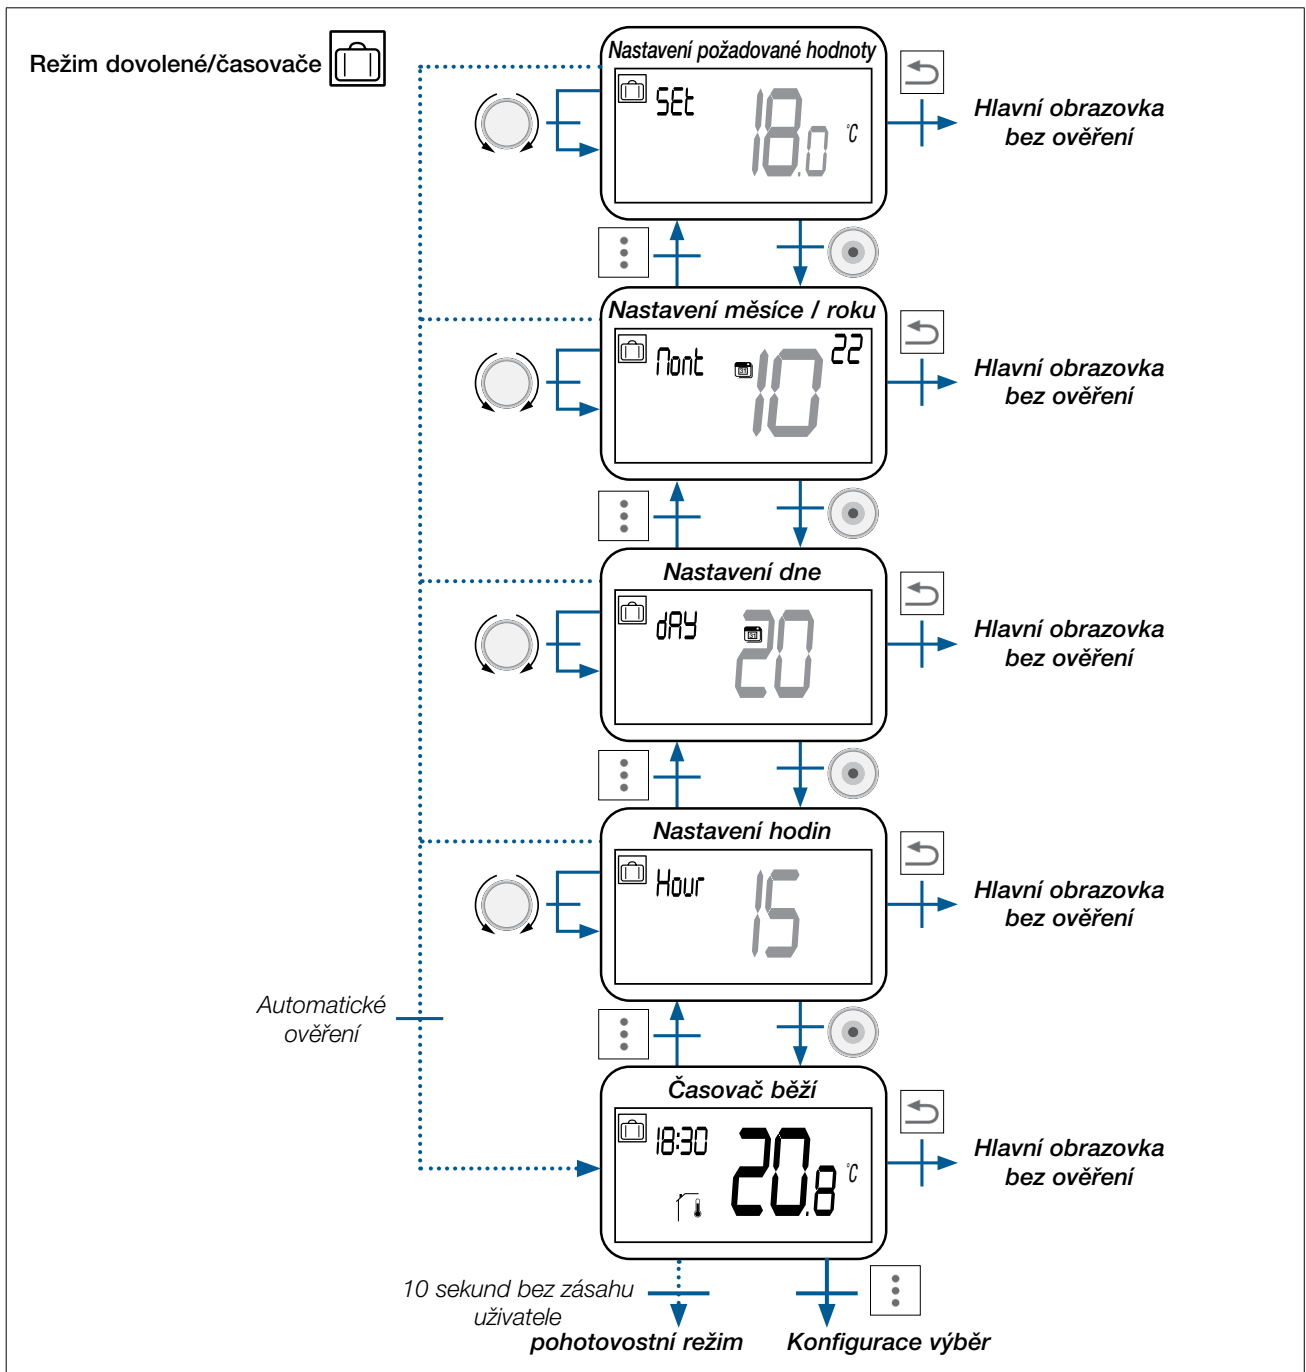 Režim dovolené/časovače
Nastavení požadované hodnoty
SEt
18.0 °C
Hlavní obrazovka
bez ověření
Nastavení měsíce / roku
Mont
31
10
22
Hlavní obrazovka
bez ověření
Nastavení dne
dAY
31
20
Hlavní obrazovka
bez ověření
Nastavení hodin
Hour
15
Hlavní obrazovka
bez ověření
Automatické
ověření
Časovač běží
18:30
20.8 °C
Hlavní obrazovka
bez ověření
10 sekund bez zásahu
uživatele
pohotovostní režim
Konfigurace výběr